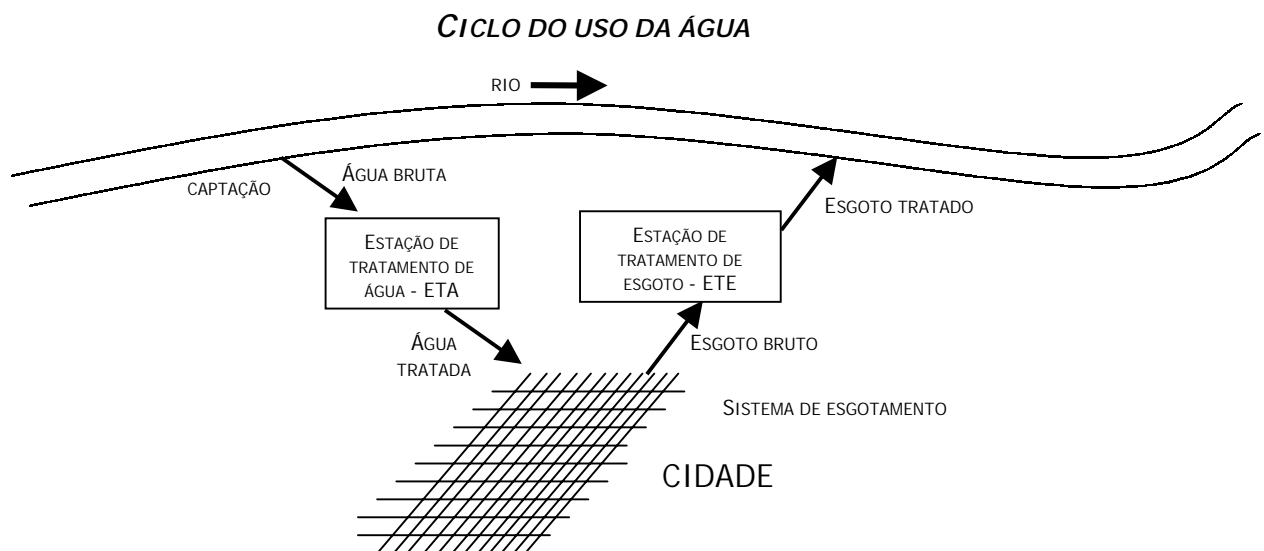 CICLO DO USO DA ÁGUA
RIO
CAPTAÇÃO
ÁGUA BRUTA
ESTAÇÃO DE
TRATAMENTO DE
ÁGUA - ETA
ÁGUA
TRATADA
ESTAÇÃO DE
TRATAMENTO DE
ESGOTO - ETE
ESGOTO TRATADO
ESGOTO BRUTO
SISTEMA DE ESGOTAMENTO
CIDADE